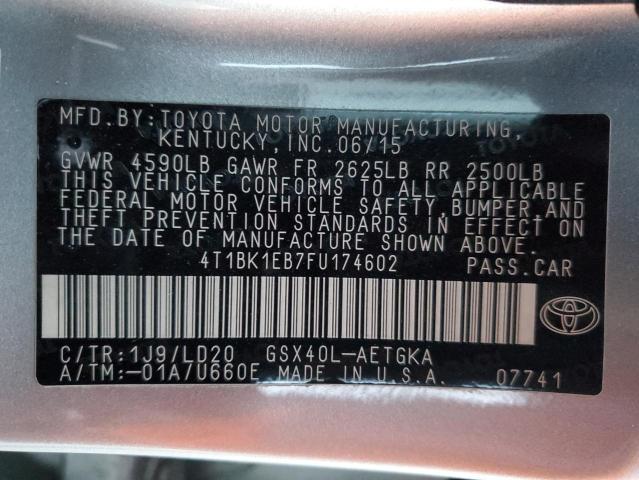 MFD.BY:TOYOTA MOTOR MANUFACTURING,
KENTUCKY,INC.06/15
GVWR 4590LB GAWR FR 2625LB RR 2500LB
THIS VEHICLE CONFORMS TO ALL APPLICABLE
FEDERAL MOTOR VEHICLE SAFETY,BUMPER,AND
THEFT PREVENTION STANDARDS IN EFFECT ON
THE DATE OF MANUFACTURE SHOWN ABOVE.
4T1BK1EB7FU174602 PASS.CAR
C/TR:1J9/LD20 GSX40L-AETGKA
A/TM:-01A/U660E MADE IN U.S.A. 07741